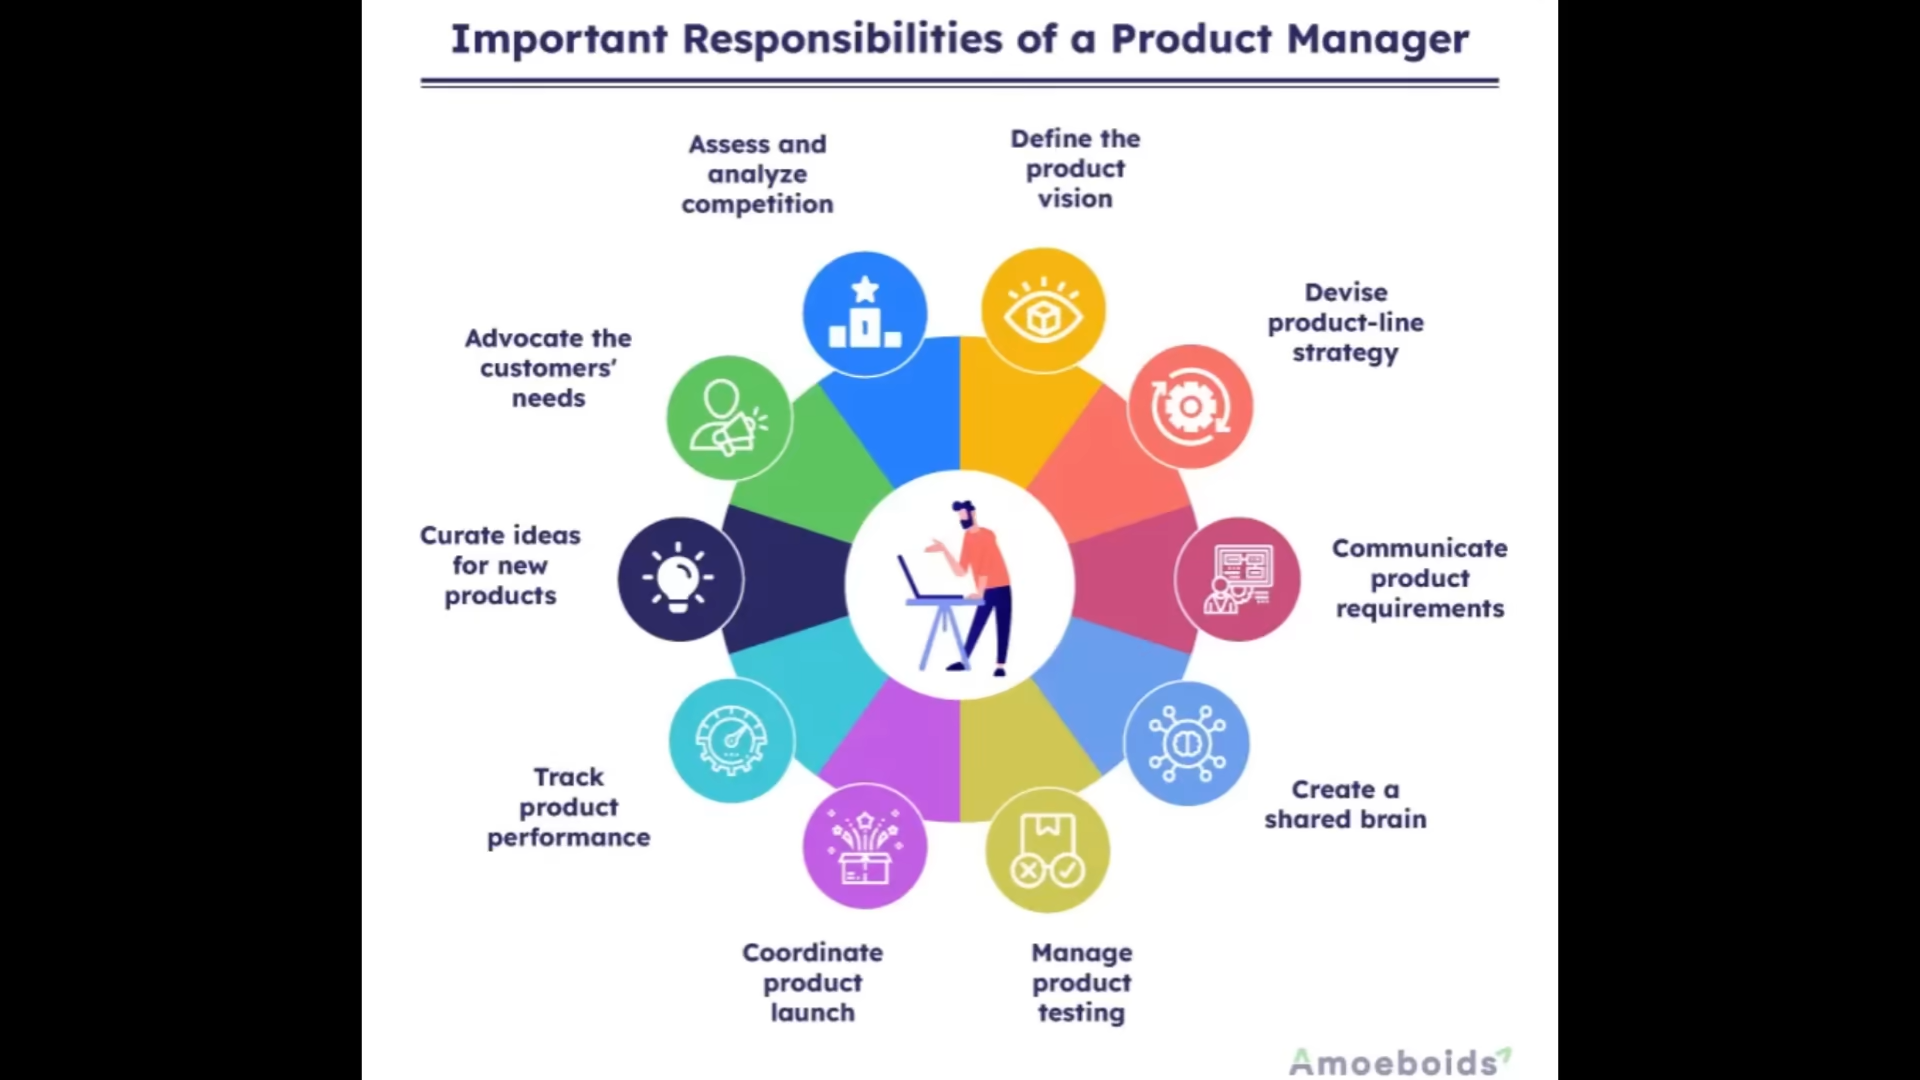 Important Responsibilities of a Product Manager
Assess and
analyze
competition
Define the
product
vision
Devise
product-line
strategy
Communicate
product
requirements
Create a
shared brain
Manage
product
testing
Coordinate
product
launch
Track
product
performance
Curate ideas
for new
products
Advocate the
customers'
needs
1
Amoeboids